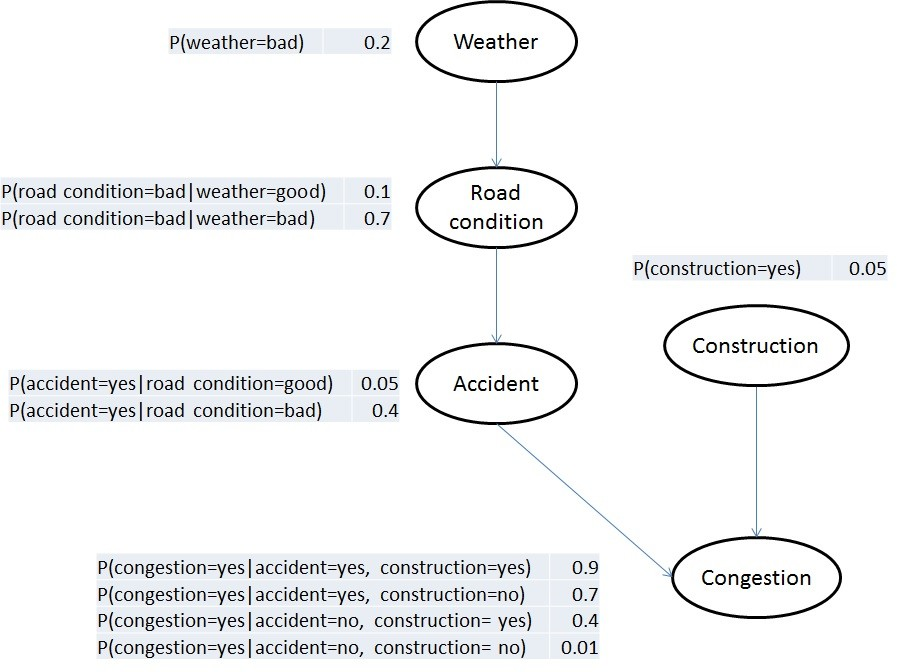 P(weather=bad) 0.2
Weather
P(road condition=bad|weather=good) 0.1
P(road condition=bad|weather=bad) 0.7
Road
condition
P(construction=yes) 0.05
Construction
P(accident=yes|road condition=good) 0.05
P(accident=yes|road condition=bad) 0.4
Accident
P(congestion=yes|accident=yes, construction=yes) 0.9
P(congestion=yes|accident=yes, construction=no) 0.7
P(congestion=yes|accident=no, construction= yes) 0.4
P(congestion=yes|accident=no, construction= no) 0.01
Congestion